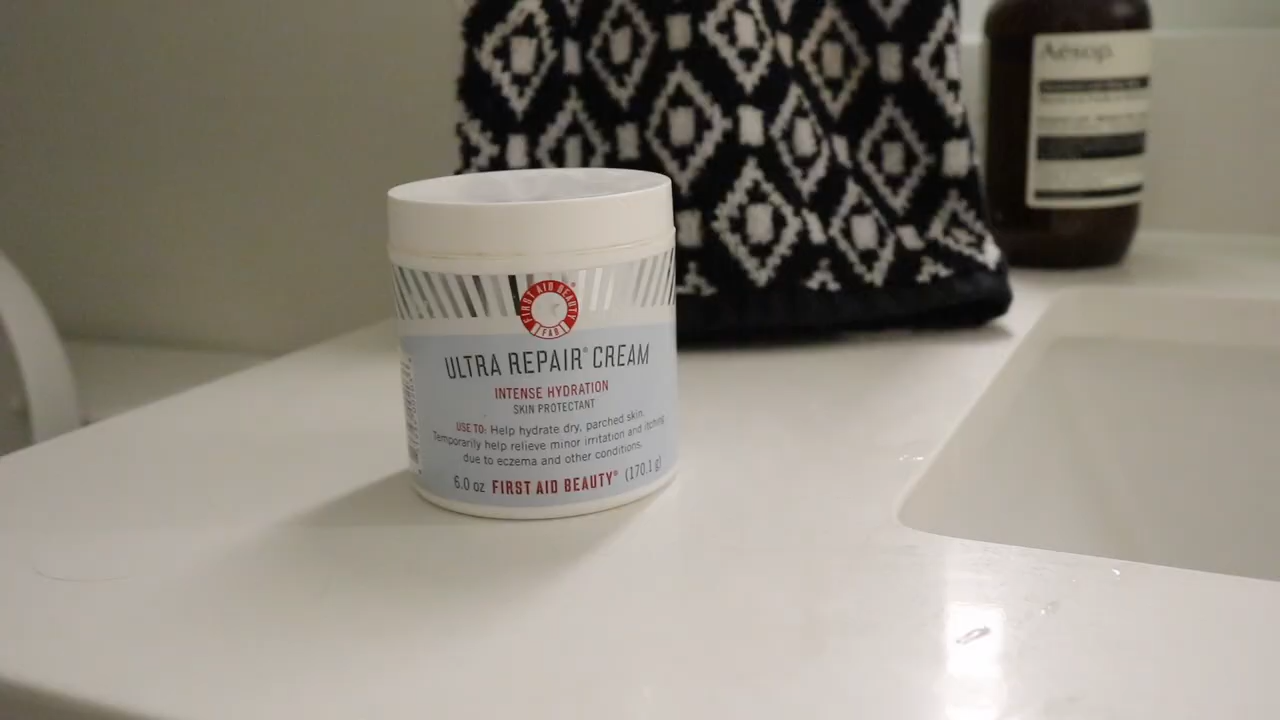 FIRST AID BEAUTY
FAB
ULTRA REPAIR® CREAM
INTENSE HYDRATION
SKIN PROTECTANT
USE TO: Help hydrate dry, parched skin.
Temporarily help relieve minor irritation and itching
due to eczema and other conditions.
6.0 oz FIRST AID BEAUTY® (170.1 g)
Aēsop.